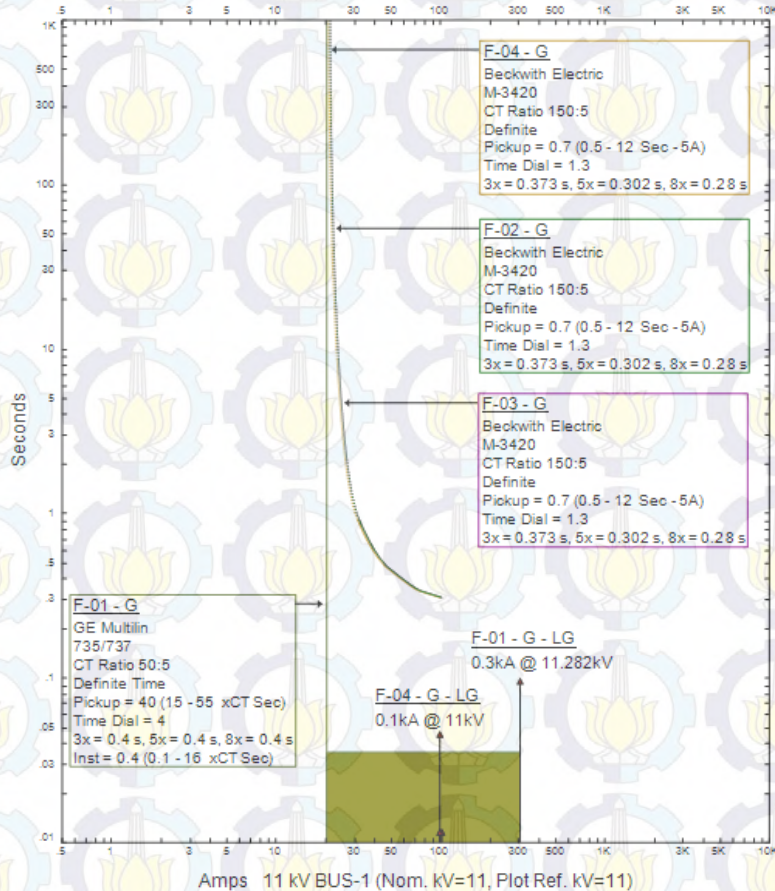 .5 1 3 5 10 30 50 100 300 500 1K 3K 5K 10K
1K
500
300
100
50
30
10
5
3
1
.5
.3
.1
.05
.03
.01
Seconds
F-04 - G
Beckwith Electric
M-3420
CT Ratio 150:5
Definite
Pickup = 0.7 (0.5 - 12 Sec - 5A)
Time Dial = 1.3
3x = 0.373 s, 5x = 0.302 s, 8x = 0.28 s
F-02 - G
Beckwith Electric
M-3420
CT Ratio 150:5
Definite
Pickup = 0.7 (0.5 - 12 Sec - 5A)
Time Dial = 1.3
3x = 0.373 s, 5x = 0.302 s, 8x = 0.28 s
F-03 - G
Beckwith Electric
M-3420
CT Ratio 150:5
Definite
Pickup = 0.7 (0.5 - 12 Sec - 5A)
Time Dial = 1.3
3x = 0.373 s, 5x = 0.302 s, 8x = 0.28 s
F-01 - G
GE Multilin
735/737
CT Ratio 50:5
Definite Time
Pickup = 40 (15 - 55 xCT Sec)
Time Dial = 4
3x = 0.4 s, 5x = 0.4 s, 8x = 0.4 s
Inst = 0.4 (0.1 - 16 xCT Sec)
F-01 - G - LG
0.3kA @ 11.282kV
F-04 - G - LG
0.1kA @ 11kV
.5 1 3 5 10 30 50 100 300 500 1K 3K 5K 10K
Amps 11 kV BUS-1 (Nom. kV=11, Plot Ref. kV=11)